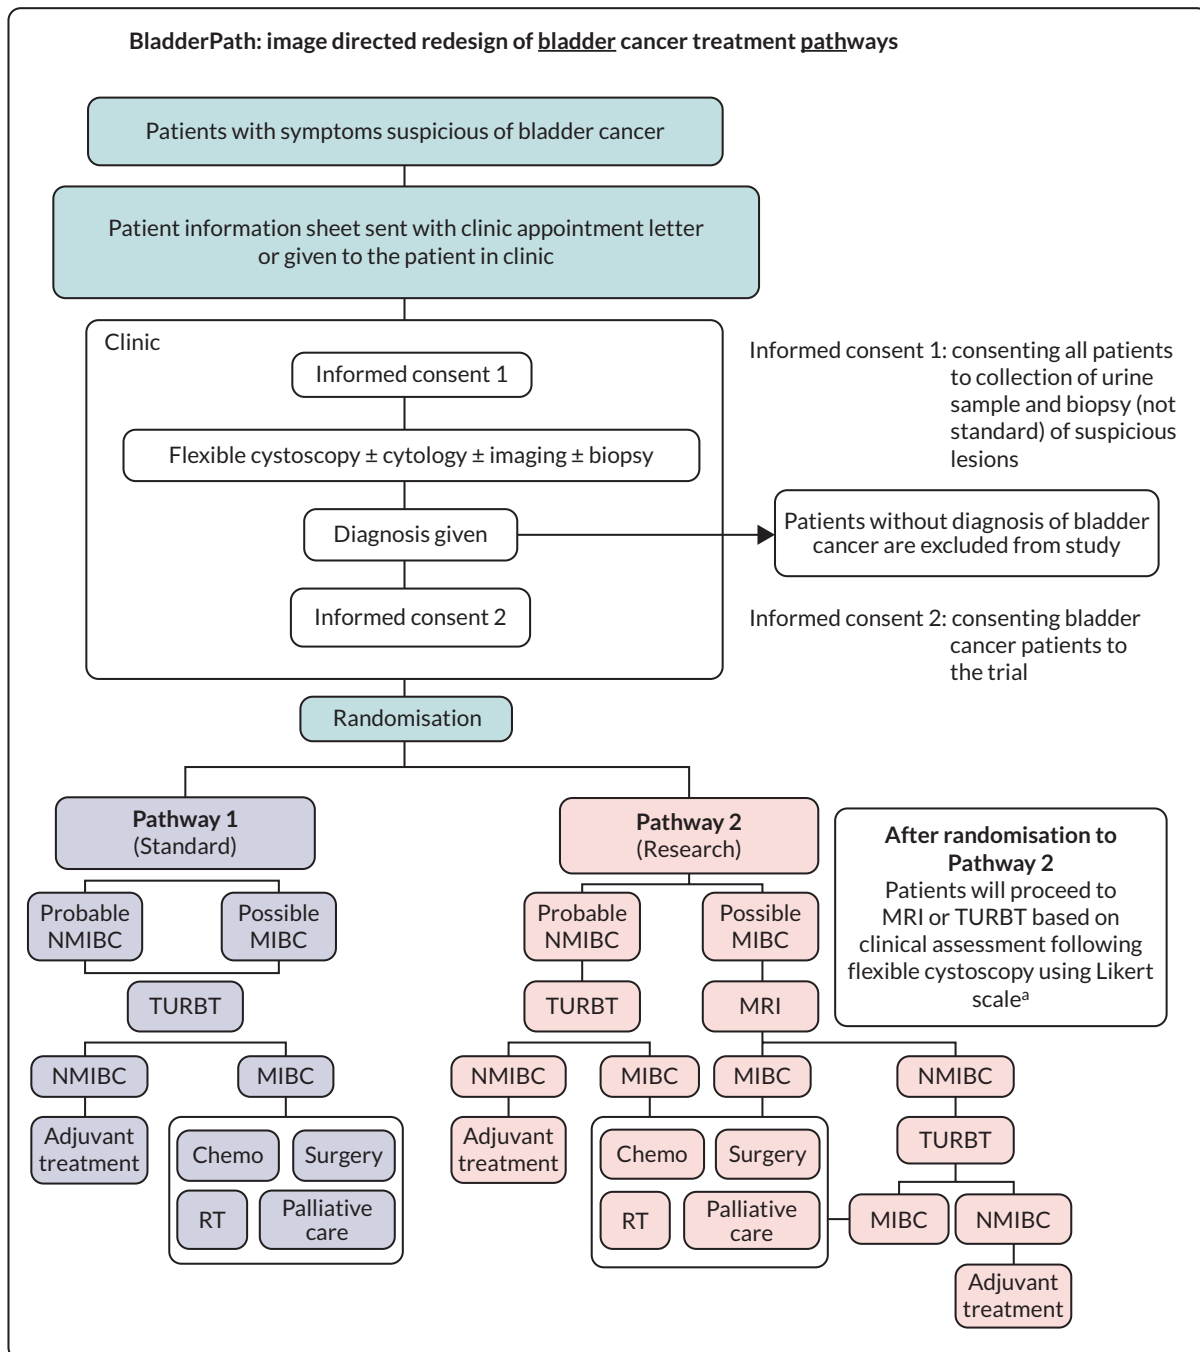 BladderPath: image directed redesign of bladder cancer treatment pathways
Patients with symptoms suspicious of bladder cancer
Patient information sheet sent with clinic appointment letter
or given to the patient in clinic
Clinic
Informed consent 1
Flexible cystoscopy ± cytology ± imaging ± biopsy
Diagnosis given
Informed consent 2
Informed consent 1: consenting all patients
to collection of urine
sample and biopsy (not
standard) of suspicious
lesions
Patients without diagnosis of bladder
cancer are excluded from study
Informed consent 2: consenting bladder
cancer patients to
the trial
Randomisation
Pathway 1
(Standard)
Probable
NMIBC
Possible
MIBC
TURBT
NMIBC
MIBC
Adjuvant
treatment
Chemo
Surgery
RT
Palliative
care
Pathway 2
(Research)
Probable
NMIBC
Possible
MIBC
TURBT
MRI
NMIBC
MIBC
MIBC
NMIBC
Adjuvant
treatment
Chemo
Surgery
RT
Palliative
care
TURBT
MIBC
NMIBC
Adjuvant
treatment
After randomisation to
Pathway 2
Patients will proceed to
MRI or TURBT based on
clinical assessment following
flexible cystoscopy using Likert
scaleᵃ